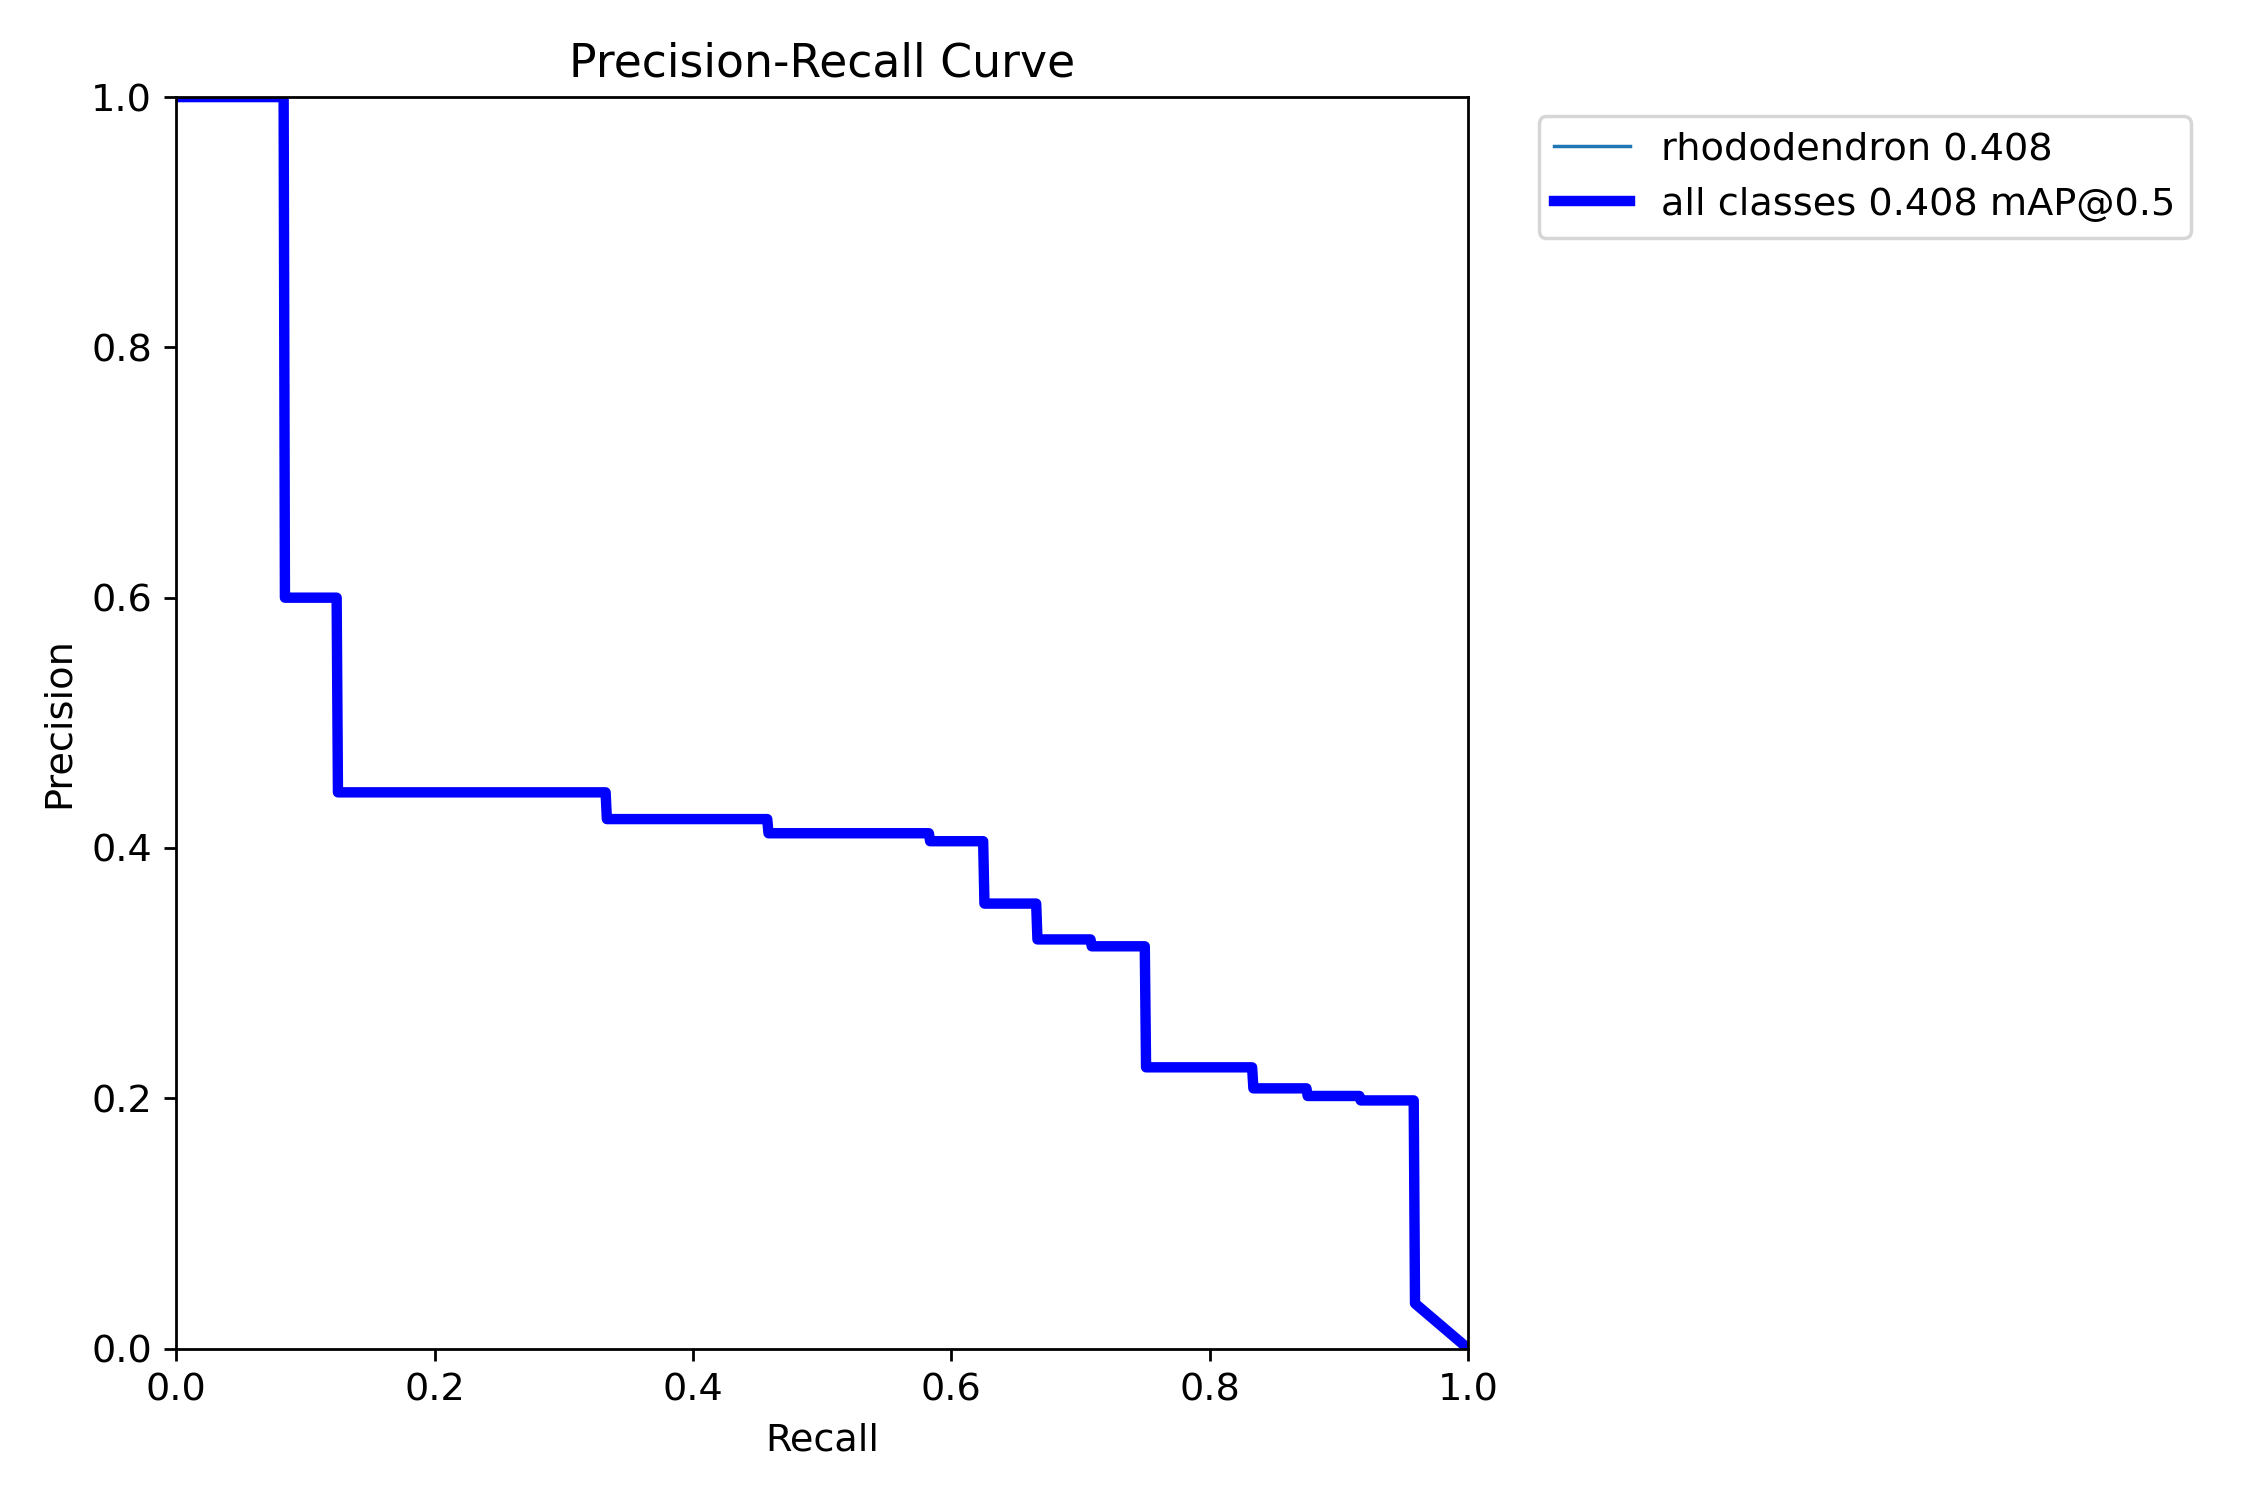 Precision-Recall Curve
1.0
0.8
0.6
0.4
0.2
0.0
Precision
0.0 0.2 0.4 0.6 0.8 1.0
Recall
rhododendron 0.408
all classes 0.408 mAP@0.5